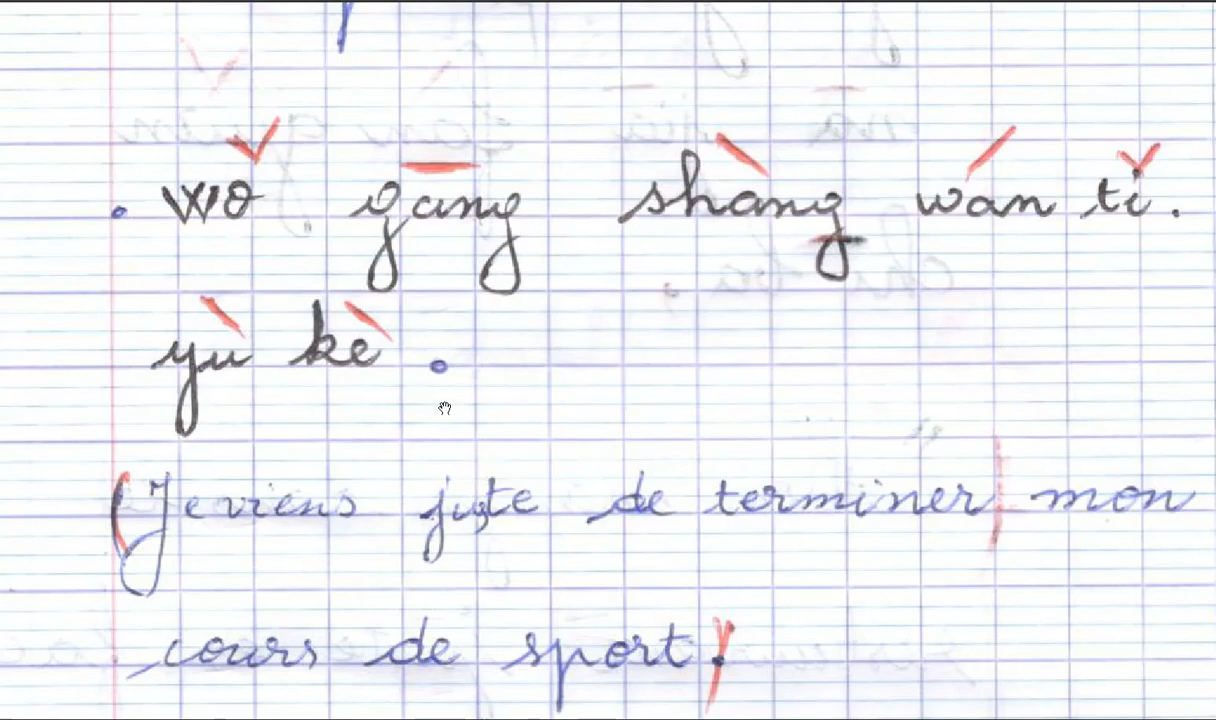 . wǒ gāng shàng wán tǐ.
yù kè.
(Je viens juste de terminer) mon
cours de sport.